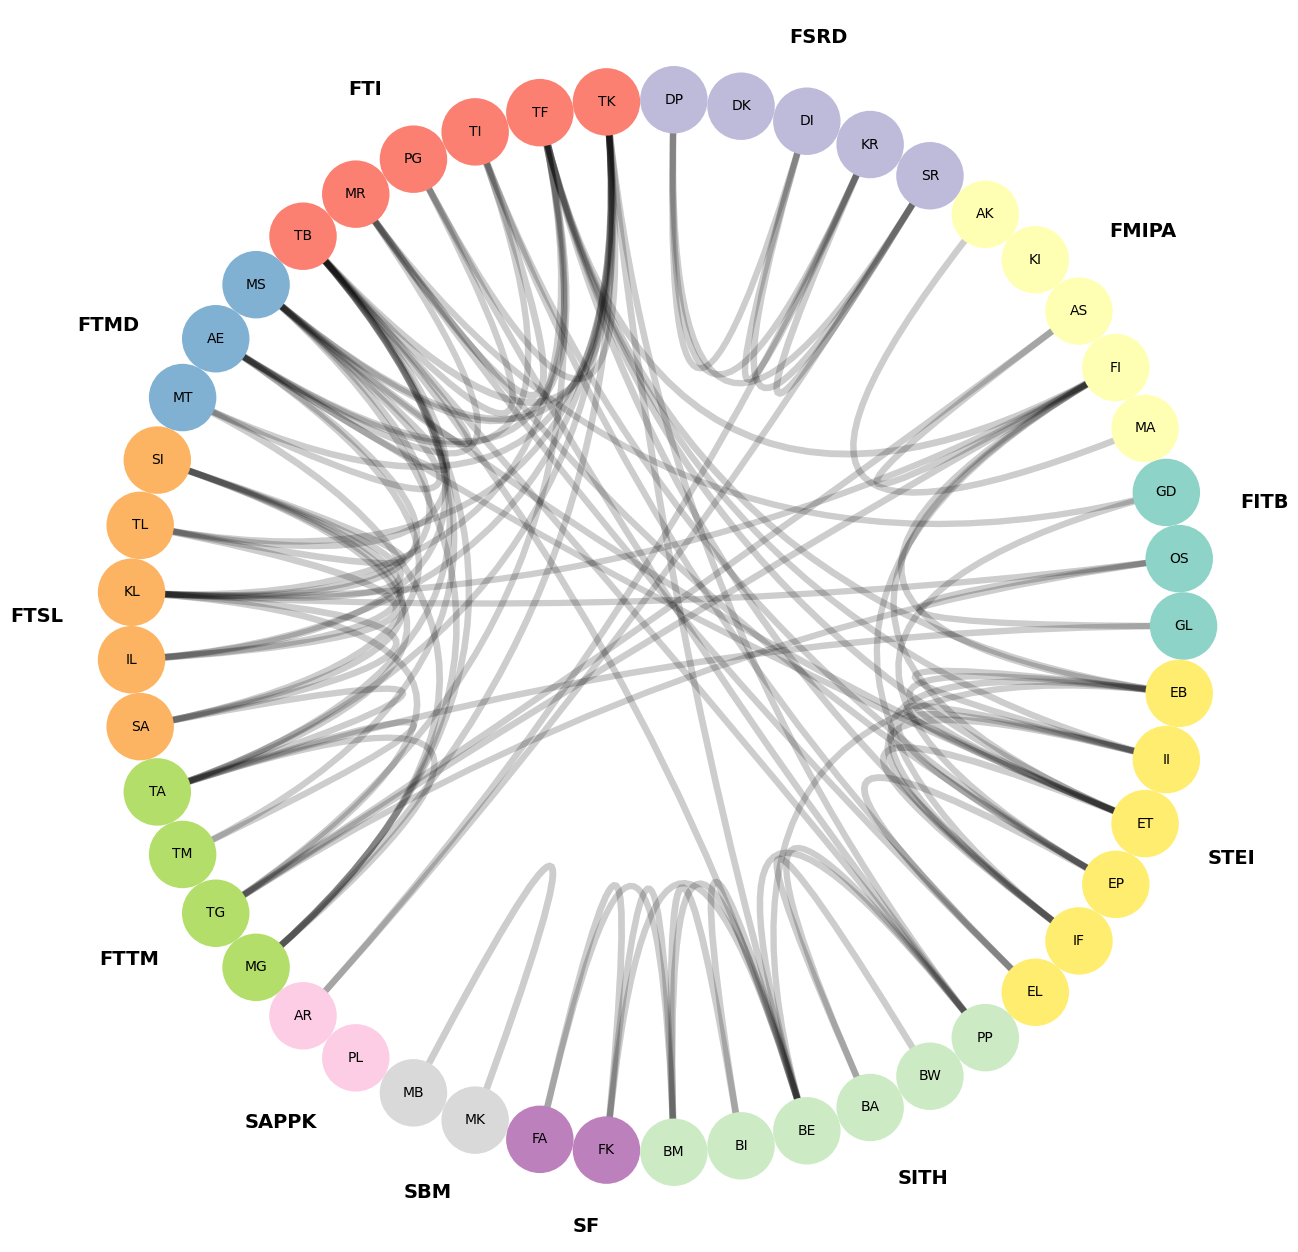 FSRD
FTI
TK
DP
DK
TF
DI
TI
KR
PG
SR
MR
AK
FMIPA
TB
KI
MS
AS
FTMD
AE
FI
MT
MA
SI
GD
FITB
TL
OS
KL
FTSL
GL
IL
EB
SA
II
TA
ET
TM
STEI
EP
TG
IF
FTTM
MG
EL
AR
PP
PL
BW
MB
BA
SAPPK
MK
BE
FA
BI
FK
BM
SITH
SBM
SF